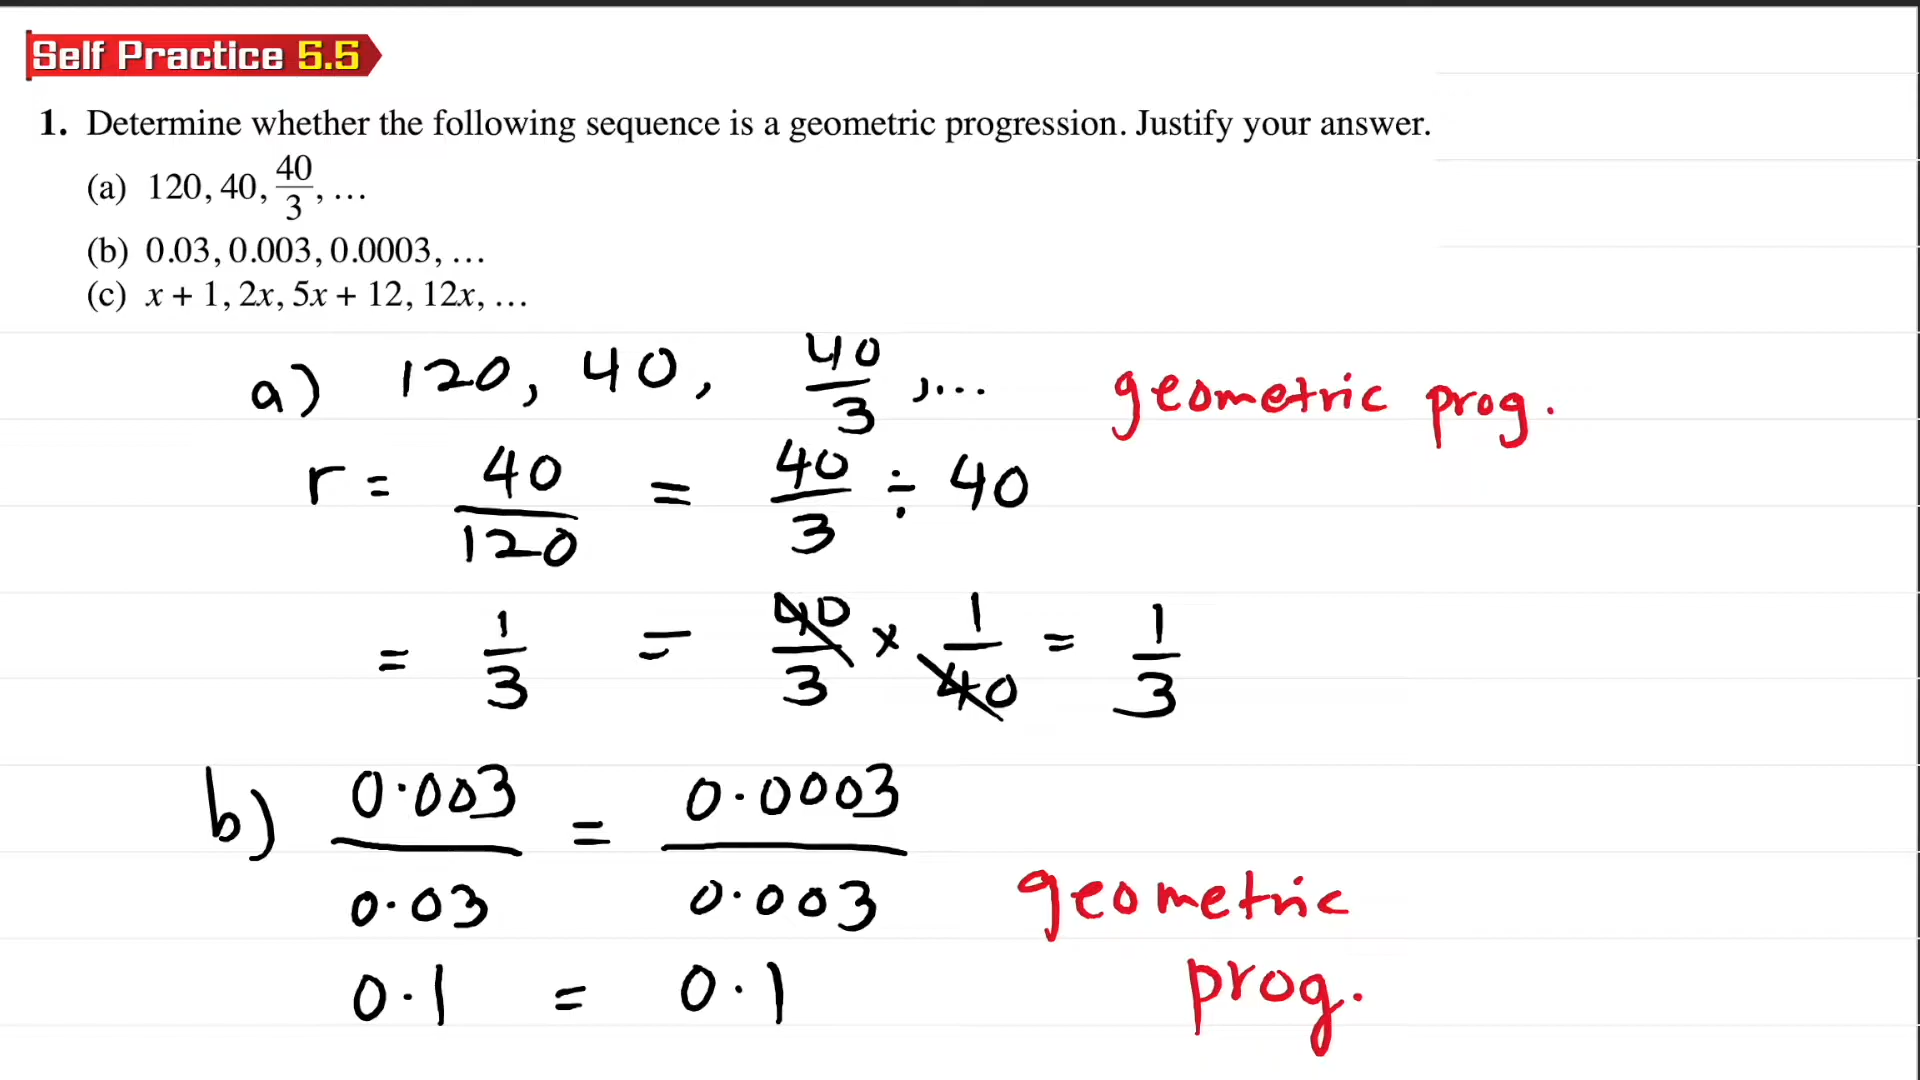 Self Practice 5.5
1. Determine whether the following sequence is a geometric progression. Justify your answer.
(a) 120, 40, 40/3, …
(b) 0.03, 0.003, 0.0003, …
(c) x + 1, 2x, 5x + 12, 12x, …
a) 120, 40, 40/3, ... geometric prog.
r = 40/120 = 40/3 ÷ 40
= 1/3 = 40/3 × 1/40 = 1/3
b) 0.003/0.03 = 0.0003/0.003 geometric
0.1 = 0.1 prog.